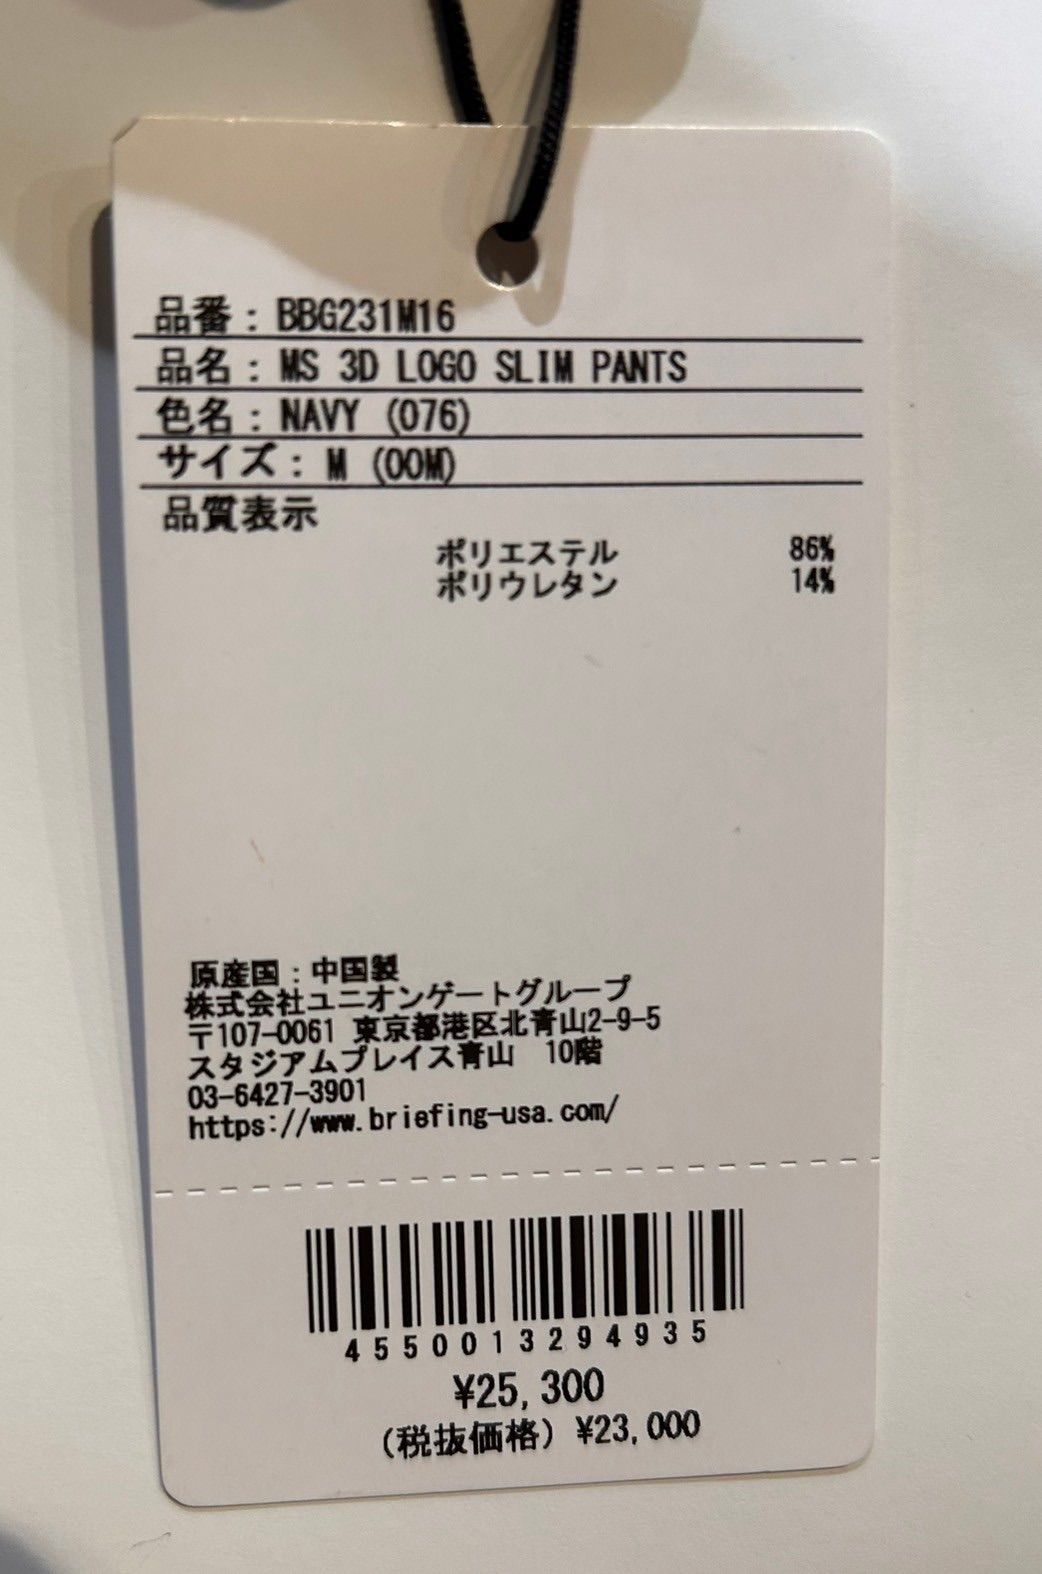 品番：BBG231M16
品名：MS 3D LOGO SLIM PANTS
色名：NAVY (076)
サイズ：M (00M)
品質表示
ポリエステル 86%
ポリウレタン 14%
原産国：中国製
株式会社ユニオンゲートグループ
〒107-0061 東京都港区北青山2-9-5
スタジアムプレイス青山　10階
03-6427-3901
https://www.briefing-usa.com/
4550013294935
¥25,300
(税抜価格) ¥23,000